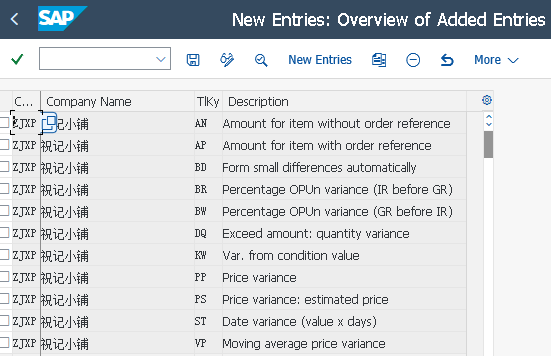 SAP
New Entries: Overview of Added Entries
New Entries
More
C... Company Name TlKy Description
ZJXP 记小铺 AN Amount for item without order reference
ZJXP 祝记小铺 AP Amount for item with order reference
ZJXP 祝记小铺 BD Form small differences automatically
ZJXP 祝记小铺 BR Percentage OPUn variance (IR before GR)
ZJXP 祝记小铺 BW Percentage OPUn variance (GR before IR)
ZJXP 祝记小铺 DQ Exceed amount: quantity variance
ZJXP 祝记小铺 KW Var. from condition value
ZJXP 祝记小铺 PP Price variance
ZJXP 祝记小铺 PS Price variance: estimated price
ZJXP 祝记小铺 ST Date variance (value x days)
ZJXP 祝记小铺 VP Moving average price variance